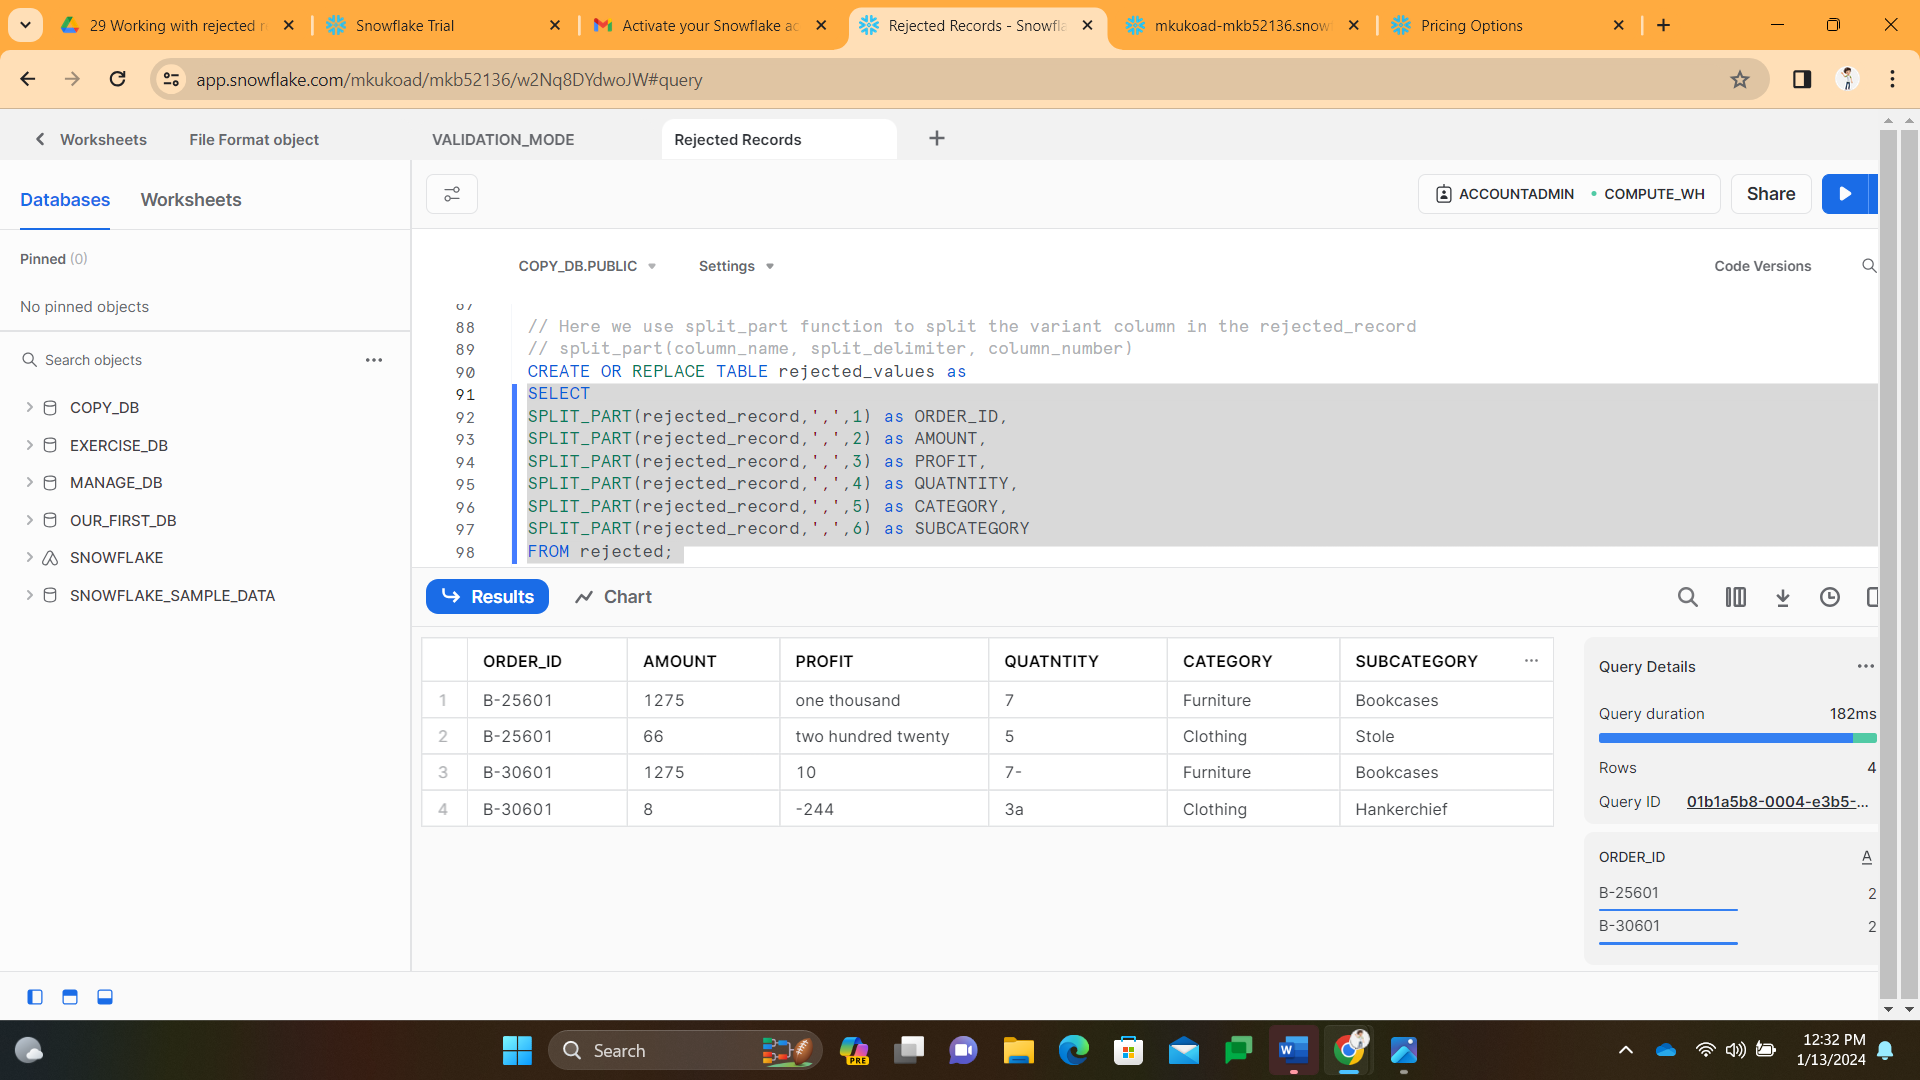 29 Working with rejected r
Snowflake Trial
Activate your Snowflake ac
Rejected Records - Snowfla
mkukoad-mkb52136.snow
Pricing Options
app.snowflake.com/mkukoad/mkb52136/w2Nq8DYdwoJW#query
Worksheets
File Format object
VALIDATION_MODE
Rejected Records
Databases
Worksheets
ACCOUNTADMIN
COMPUTE_WH
Share
Pinned (0)
No pinned objects
COPY_DB.PUBLIC
Settings
Code Versions
Search objects
COPY_DB
EXERCISE_DB
MANAGE_DB
OUR_FIRST_DB
SNOWFLAKE
SNOWFLAKE_SAMPLE_DATA
87
88 // Here we use split_part function to split the variant column in the rejected_record
89 // split_part(column_name, split_delimiter, column_number)
90 CREATE OR REPLACE TABLE rejected_values as
91 SELECT
92 SPLIT_PART(rejected_record,',',1) as ORDER_ID,
93 SPLIT_PART(rejected_record,',',2) as AMOUNT,
94 SPLIT_PART(rejected_record,',',3) as PROFIT,
95 SPLIT_PART(rejected_record,',',4) as QUATNTITY,
96 SPLIT_PART(rejected_record,',',5) as CATEGORY,
97 SPLIT_PART(rejected_record,',',6) as SUBCATEGORY
98 FROM rejected;
Results
Chart
ORDER_ID AMOUNT PROFIT QUATNTITY CATEGORY SUBCATEGORY
1 B-25601 1275 one thousand 7 Furniture Bookcases
2 B-25601 66 two hundred twenty 5 Clothing Stole
3 B-30601 1275 10 7- Furniture Bookcases
4 B-30601 8 -244 3a Clothing Hankerchief
Query Details
Query duration 182ms
Rows 4
Query ID 01b1a5b8-0004-e3b5-...
ORDER_ID A
B-25601 2
B-30601 2
Search
PRE
W
12:32 PM
1/13/2024